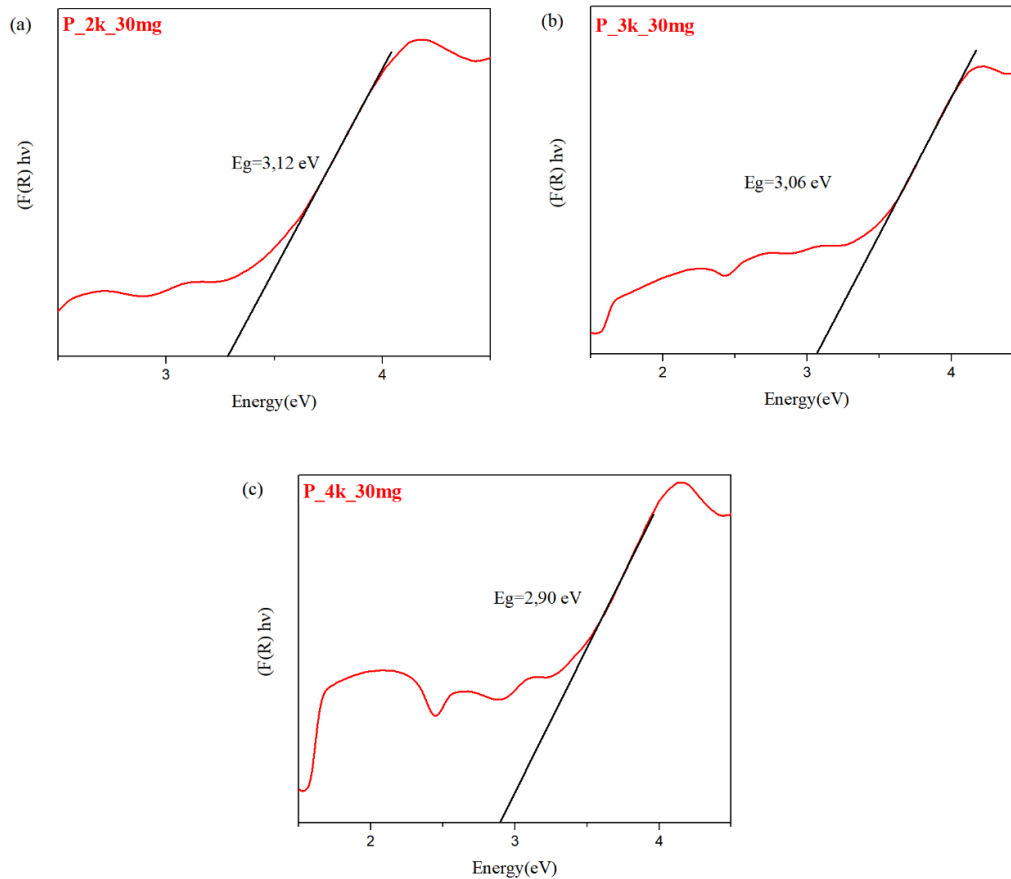 (a)
P_2k_30mg
(F(R) hν)
Eg=3,12 eV
3
4
Energy(eV)
(b)
P_3k_30mg
(F(R) hν)
Eg=3,06 eV
2
3
4
Energy(eV)
(c)
P_4k_30mg
(F(R) hν)
Eg=2,90 eV
2
3
4
Energy(eV)